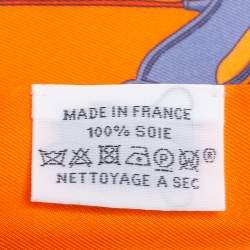 MADE IN FRANCE
100% SOIE
NETTOYAGE A SEC